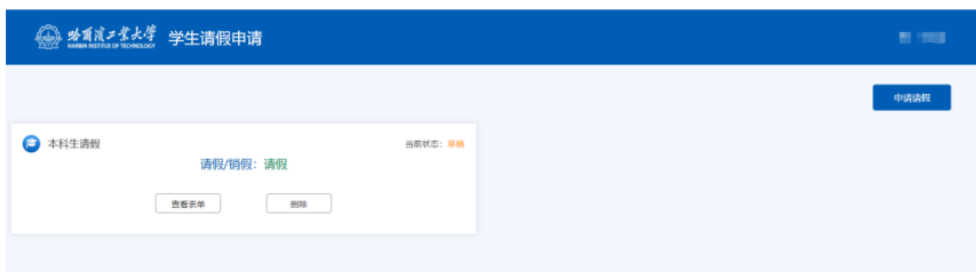 哈爾濱工業大學 学生请假申请
HARBIN INSTITUTE OF TECHNOLOGY
申请请假
本科生请假 当前状态：草稿
请假/销假：请假
查看表单 删除